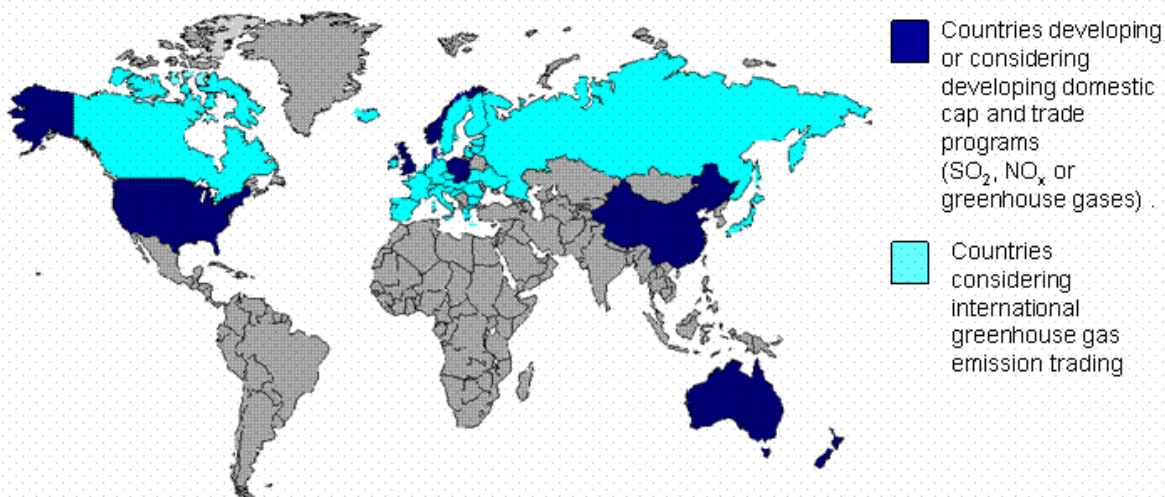 Countries developing
or considering
developing domestic
cap and trade
programs
(SO₂, NOₓ or
greenhouse gases) .
Countries
considering
international
greenhouse gas
emission trading